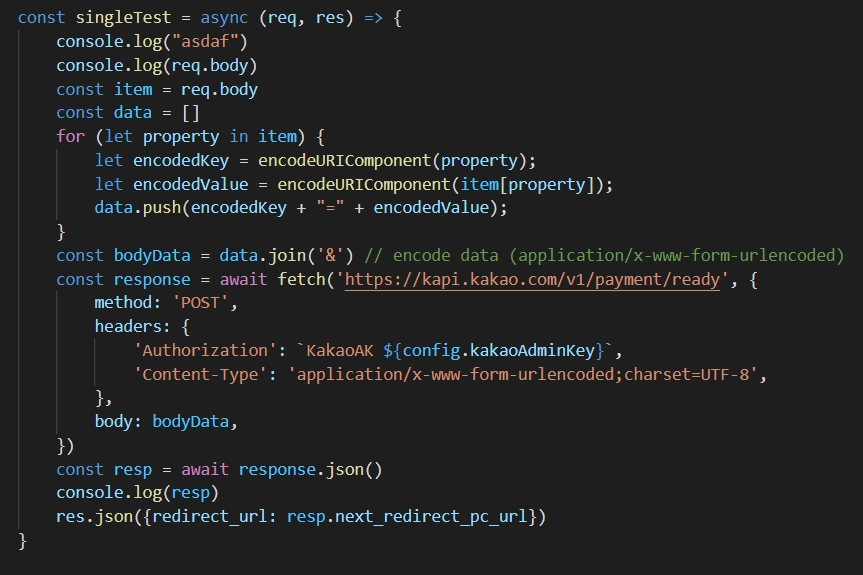 const singleTest = async (req, res) => {
    console.log("asdaf")
    console.log(req.body)
    const item = req.body
    const data = []
    for (let property in item) {
        let encodedKey = encodeURIComponent(property);
        let encodedValue = encodeURIComponent(item[property]);
        data.push(encodedKey + "=" + encodedValue);
    }
    const bodyData = data.join('&') // encode data (application/x-www-form-urlencoded)
    const response = await fetch('https://kapi.kakao.com/v1/payment/ready', {
        method: 'POST',
        headers: {
            'Authorization': `KakaoAK ${config.kakaoAdminKey}`,
            'Content-Type': 'application/x-www-form-urlencoded;charset=UTF-8',
        },
        body: bodyData,
    })
    const resp = await response.json()
    console.log(resp)
    res.json({redirect_url: resp.next_redirect_pc_url})
}